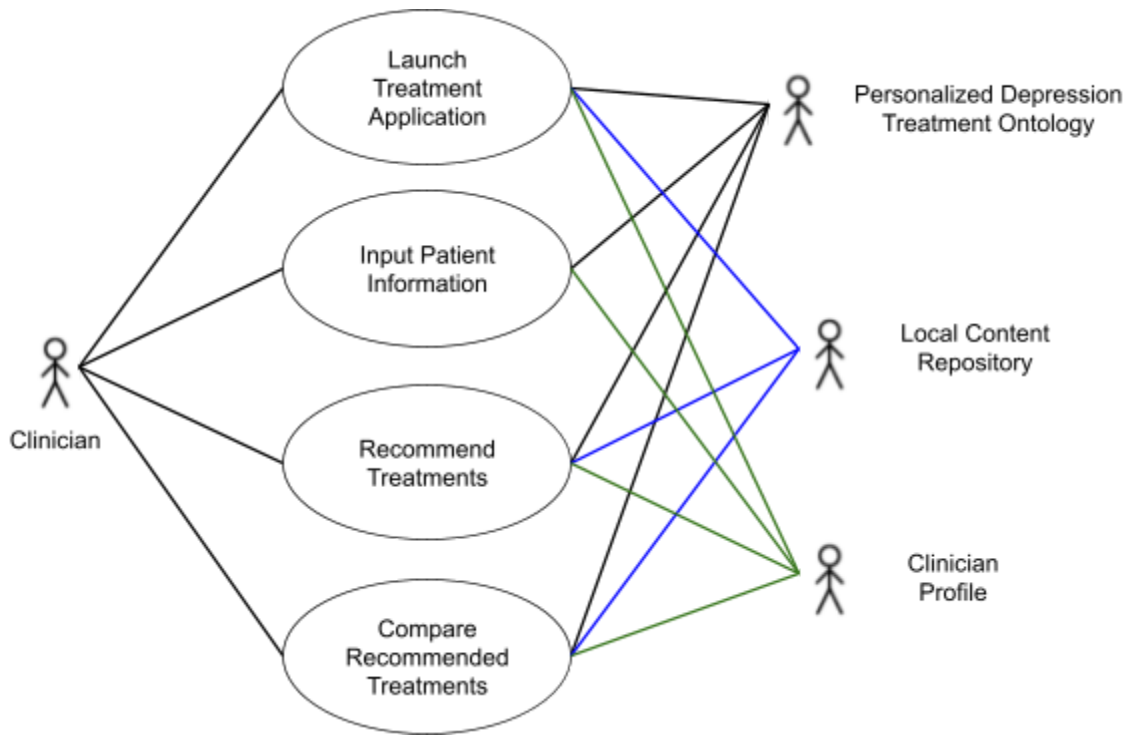 Launch
Treatment
Application
Input Patient
Information
Recommend
Treatments
Compare
Recommended
Treatments
Clinician
Personalized Depression
Treatment Ontology
Local Content
Repository
Clinician
Profile